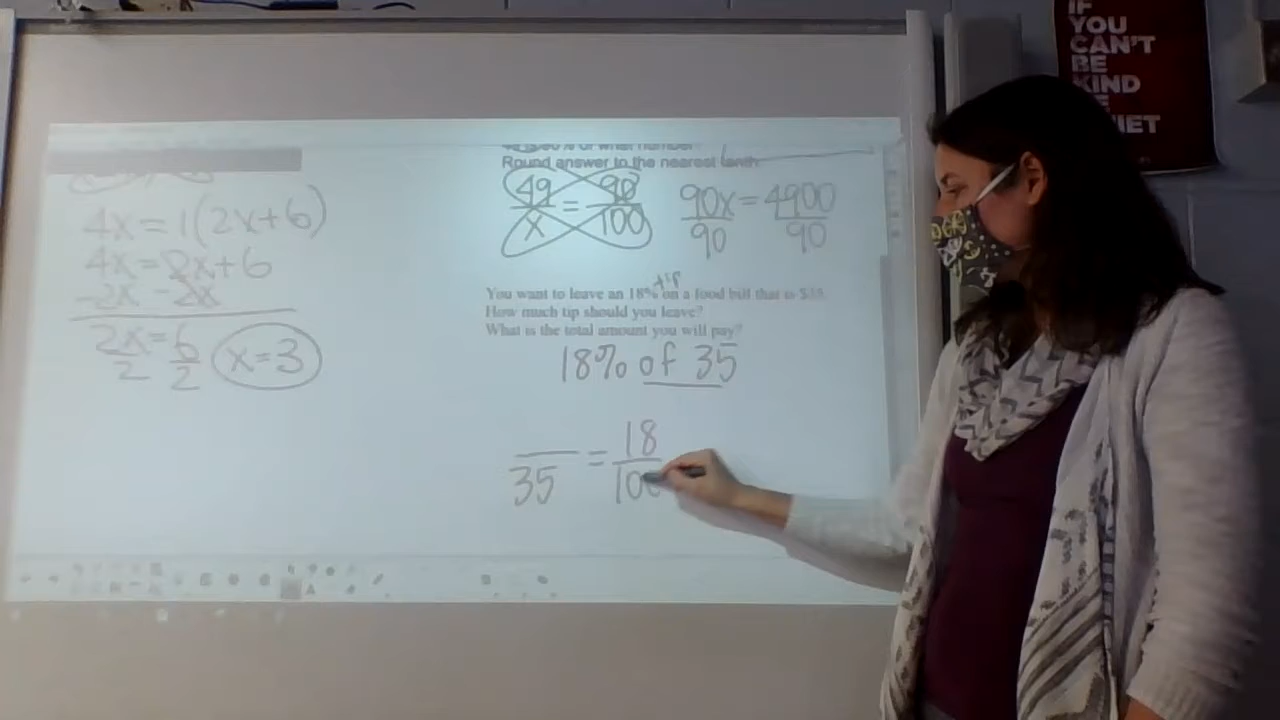 4x = 1(2x+6)
4x = 2x+6
-2x -2x
2x = 6
2 2
x = 3
Round answer to the nearest tenth
49 = 90
x 100
90x = 4900
90 90
tip
You want to leave an 18% on a food bill that is $35.
How much tip should you leave?
What is the total amount you will pay?
18% of 35
18
35 = 100
IF
YOU
CAN'T
BE
KIND